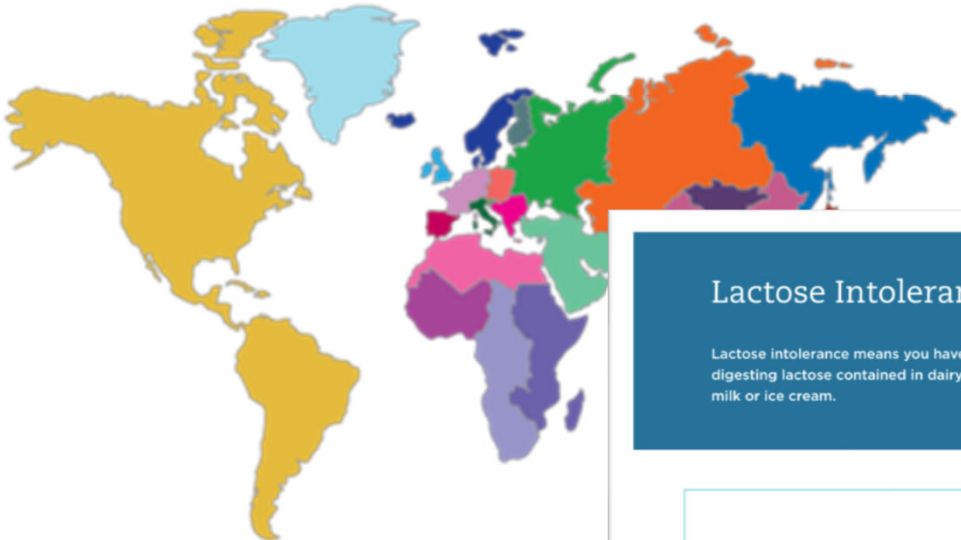 Lactose Intoleran
Lactose intolerance means you have
digesting lactose contained in dairy
milk or ice cream.